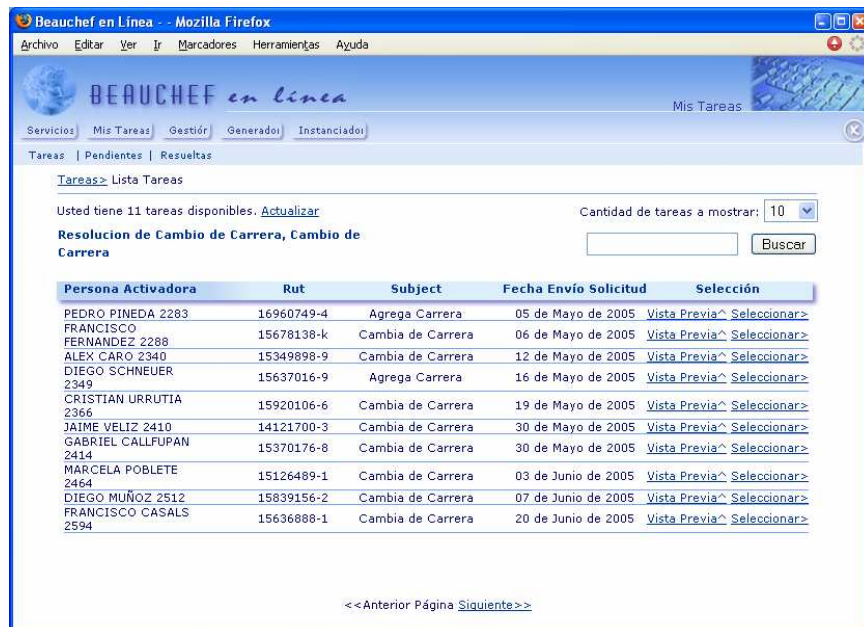 Beauchef en Línea - - Mozilla Firefox
Archivo Editar Ver Ir Marcadores Herramientas Ayuda
BEAUCHEF en línea
Mis Tareas
Servicios Mis Tareas Gestión Generador Instanciador
Tareas | Pendientes | Resueltas
Tareas> Lista Tareas
Usted tiene 11 tareas disponibles. Actualizar Cantidad de tareas a mostrar: 10
Resolucion de Cambio de Carrera, Cambio de
Carrera
Buscar
Persona Activadora Rut Subject Fecha Envío Solicitud Selección
PEDRO PINEDA 2283 16960749-4 Agrega Carrera 05 de Mayo de 2005 Vista Previa^ Seleccionar>
FRANCISCO
FERNANDEZ 2288 15678138-k Cambia de Carrera 06 de Mayo de 2005 Vista Previa^ Seleccionar>
ALEX CARO 2340 15349898-9 Cambia de Carrera 12 de Mayo de 2005 Vista Previa^ Seleccionar>
DIEGO SCHNEUER
2349 15637016-9 Agrega Carrera 16 de Mayo de 2005 Vista Previa^ Seleccionar>
CRISTIAN URRUTIA
2366 15920106-6 Cambia de Carrera 19 de Mayo de 2005 Vista Previa^ Seleccionar>
JAIME VELIZ 2410 14121700-3 Cambia de Carrera 30 de Mayo de 2005 Vista Previa^ Seleccionar>
GABRIEL CALLFUPAN
2414 15370176-8 Cambia de Carrera 30 de Mayo de 2005 Vista Previa^ Seleccionar>
MARCELA POBLETE
2464 15126489-1 Cambia de Carrera 03 de Junio de 2005 Vista Previa^ Seleccionar>
DIEGO MUÑOZ 2512 15839156-2 Cambia de Carrera 07 de Junio de 2005 Vista Previa^ Seleccionar>
FRANCISCO CASALS
2594 15636888-1 Cambia de Carrera 20 de Junio de 2005 Vista Previa^ Seleccionar>
<<Anterior Página Siguiente>>